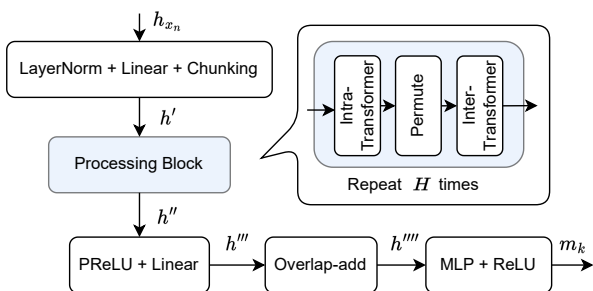 h_{x_n}
LayerNorm + Linear + Chunking
h'
Processing Block
h''
PReLU + Linear
h'''
Overlap-add
h''''
MLP + ReLU
m_k
Intra-
Transformer
Permute
Inter-
Transformer
Repeat H times